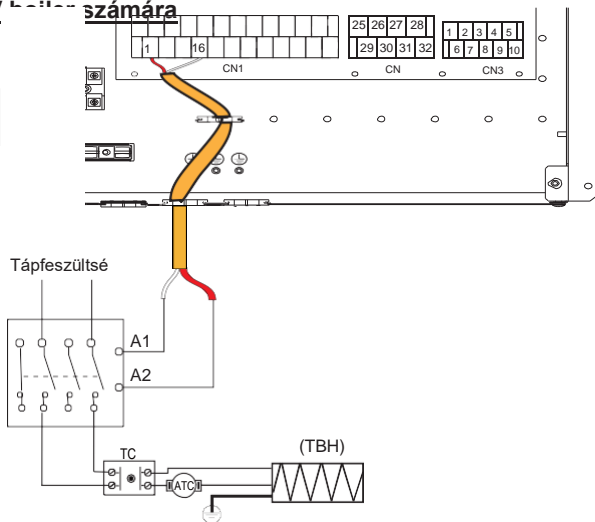 boiler számára
25 26 27 28
1 2 3 4 5
1 16
29 30 31 32
6 7 8 9 10
CN1
CN
CN3
Tápfeszültsé
A1
A2
TC
(TBH)
ATC